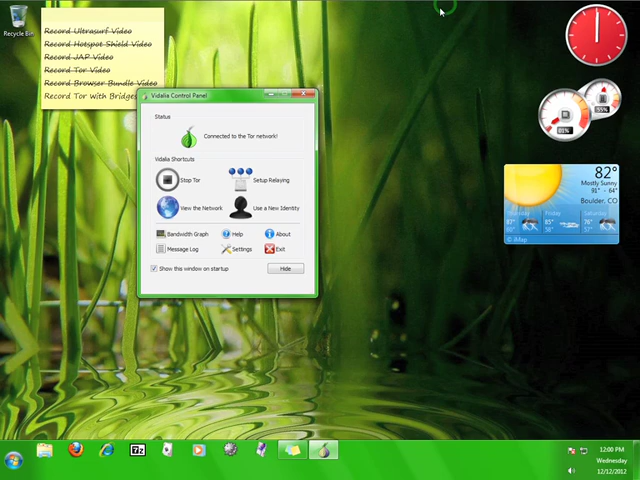 Recycle Bin
Record Ultrasurf Video
Record Hotspot Shield Video
Record JAP Video
Record Tor Video
Record Browser Bundle Video
Record Tor With Bridges
Vidalia Control Panel
Status
Connected to the Tor network!
Vidalia Shortcuts
Stop Tor
Setup Relaying
View the Network
Use a New Identity
Bandwidth Graph
Help
About
Message Log
Settings
Exit
Show this window on startup
Hide
81%
55%
82°
Mostly Sunny
91° - 64°
Boulder, CO
Thursday
Friday
Saturday
87°
85°
76°
60°
58°
52°
© iMap
7z
12:00 PM
Wednesday
12/12/2012